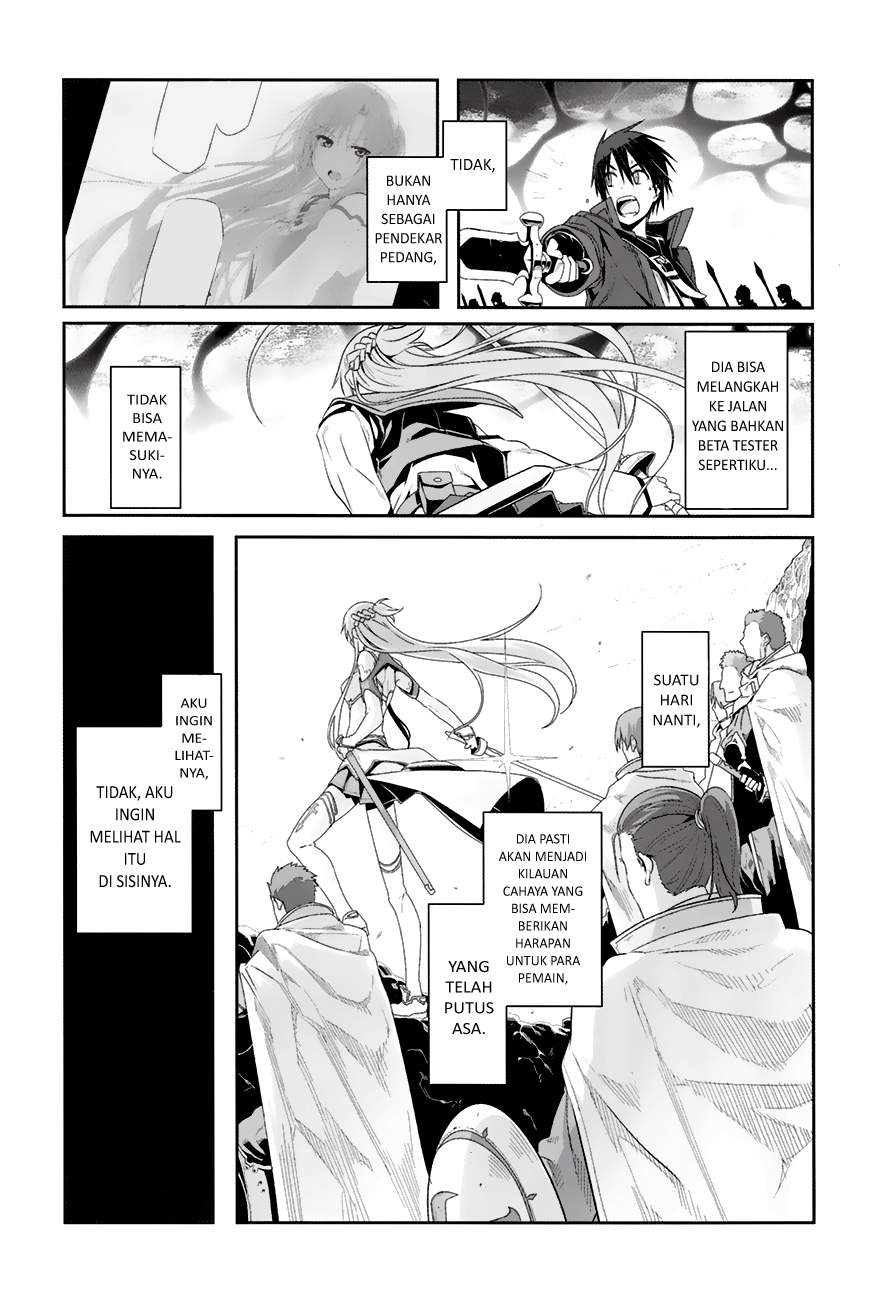 TIDAK,
BUKAN
HANYA
SEBAGAI
PENDEKAR
PEDANG,
DIA BISA
MELANGKAH
KE JALAN
YANG BAHKAN
BETA TESTER
SEPERTIKU...
TIDAK
BISA
MEMA-
SUKI-
NYA.
SUATU
HARI
NANTI,
DIA PASTI
AKAN MENJADI
KILAUAN
CAHAYA YANG
BISA MEM-
BERIKAN
HARAPAN
UNTUK PARA
PEMAIN,
YANG
TELAH
PUTUS
ASA.
AKU
INGIN
ME-
LIHAT-
NYA,
TIDAK, AKU
INGIN
MELIHAT HAL
ITU
DI SISINYA.